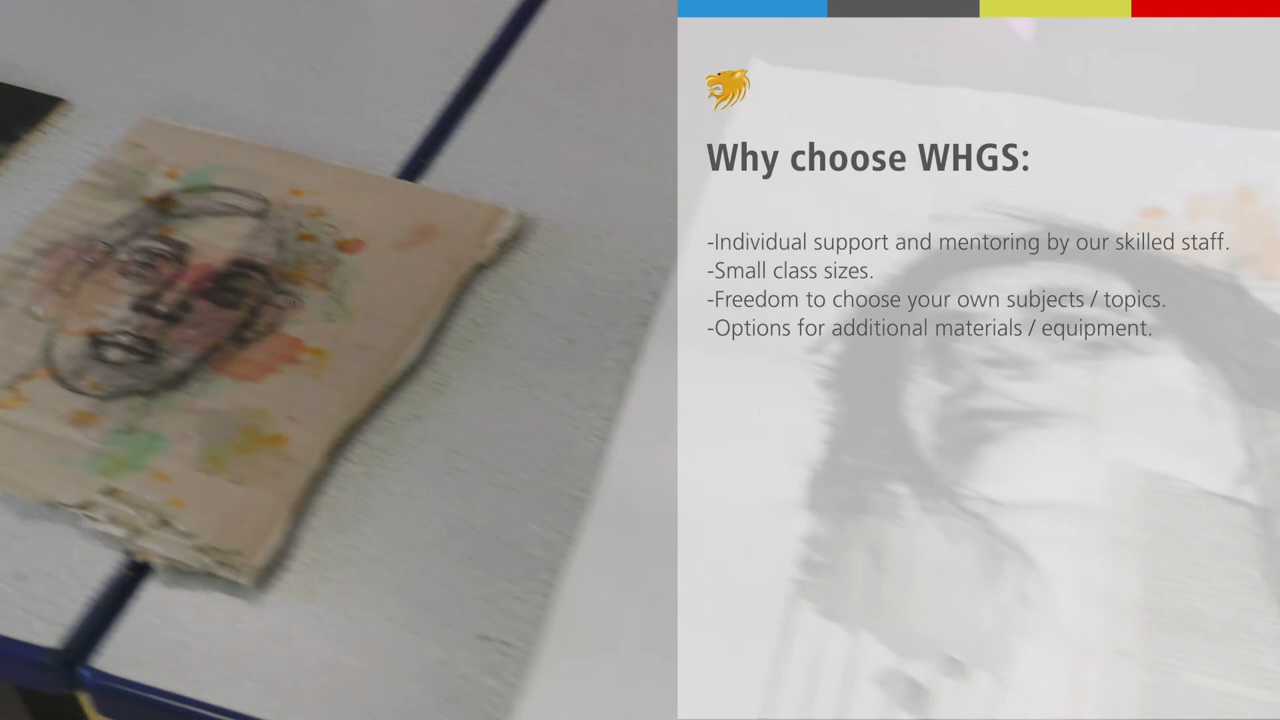 Why choose WHGS:
-Individual support and mentoring by our skilled staff.
-Small class sizes.
-Freedom to choose your own subjects / topics.
-Options for additional materials / equipment.